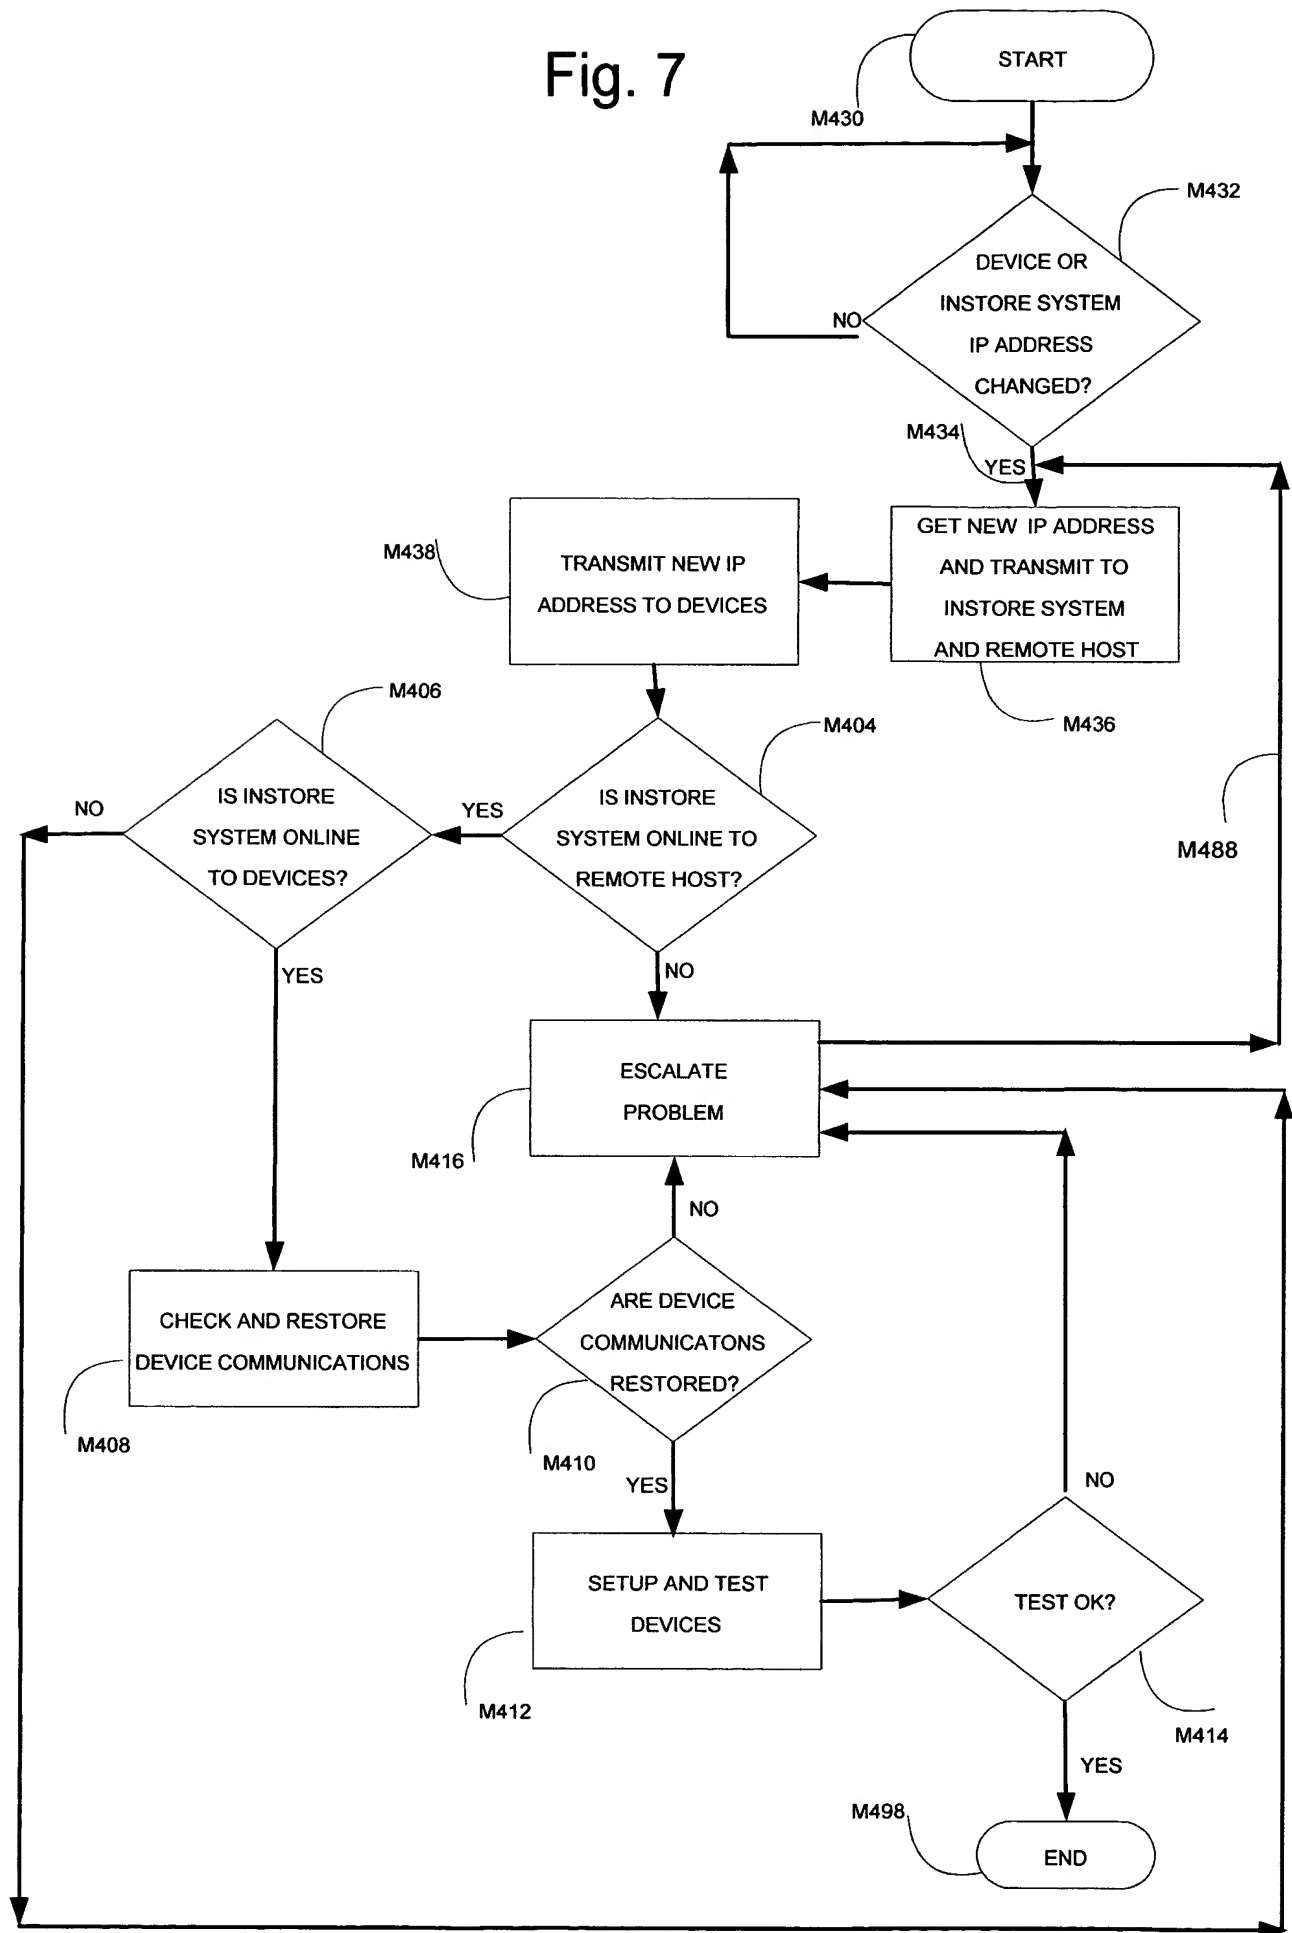 Fig. 7
START
M430
M432
DEVICE OR
INSTORE SYSTEM
IP ADDRESS
CHANGED?
NO
M434
YES
GET NEW IP ADDRESS
AND TRANSMIT TO
INSTORE SYSTEM
AND REMOTE HOST
M436
M438
TRANSMIT NEW IP
ADDRESS TO DEVICES
M406
M404
IS INSTORE
SYSTEM ONLINE
TO DEVICES?
NO
YES
IS INSTORE
SYSTEM ONLINE TO
REMOTE HOST?
M488
YES
NO
ESCALATE
PROBLEM
M416
NO
CHECK AND RESTORE
DEVICE COMMUNICATIONS
M408
ARE DEVICE
COMMUNICATONS
RESTORED?
M410
YES
NO
SETUP AND TEST
DEVICES
M412
TEST OK?
M414
YES
M498
END